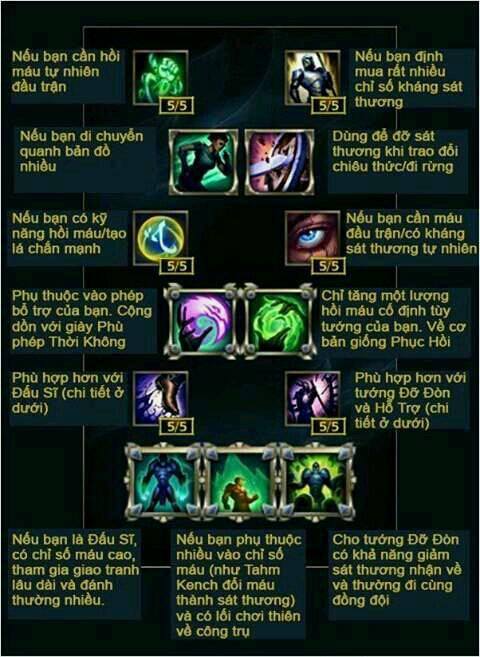 Nếu bạn cần hồi
máu tự nhiên
đầu trận
5/5
5/5
Nếu bạn định
mua rất nhiều
chỉ số kháng sát
thương
Nếu bạn di chuyển
quanh bản đồ
nhiều
Dùng để đỡ sát
thương khi trao đổi
chiêu thức/đi rừng
Nếu bạn có kỹ
năng hồi máu/tạo
lá chắn mạnh
5/5
5/5
Nếu bạn cần máu
đầu trận/có kháng
sát thương tự nhiên
Phụ thuộc vào phép
bổ trợ của bạn. Cộng
dồn với giày Phù
phép Thời Không
Chỉ tăng một lượng
hồi máu cố định tùy
tướng của bạn. Về cơ
bản giống Phục Hồi
Phù hợp hơn với
Đấu Sĩ (chi tiết ở
dưới)
5/5
5/5
Phù hợp hơn với
tướng Đỡ Đòn
và Hỗ Trợ (chi
tiết ở dưới)
Nếu bạn là Đấu Sĩ,
có chỉ số máu cao,
tham gia giao tranh
lâu dài và đánh
thường nhiều.
Nếu bạn phụ thuộc
nhiều vào chỉ số
máu (như Tahm
Kench đổi máu
thành sát thương)
và có lối chơi thiên
về công trụ
Cho tướng Đỡ Đòn
có khả năng giảm
sát thương nhận về
và thường đi cùng
đồng đội